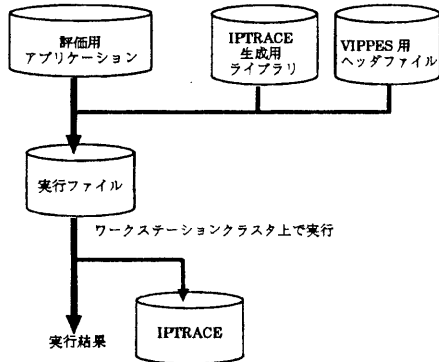 評価用
アプリケーション
IPTRACE
生成用
ライブラリ
VIPPES 用
ヘッダファイル
実行ファイル
ワークステーションクラスタ上で実行
実行結果
IPTRACE